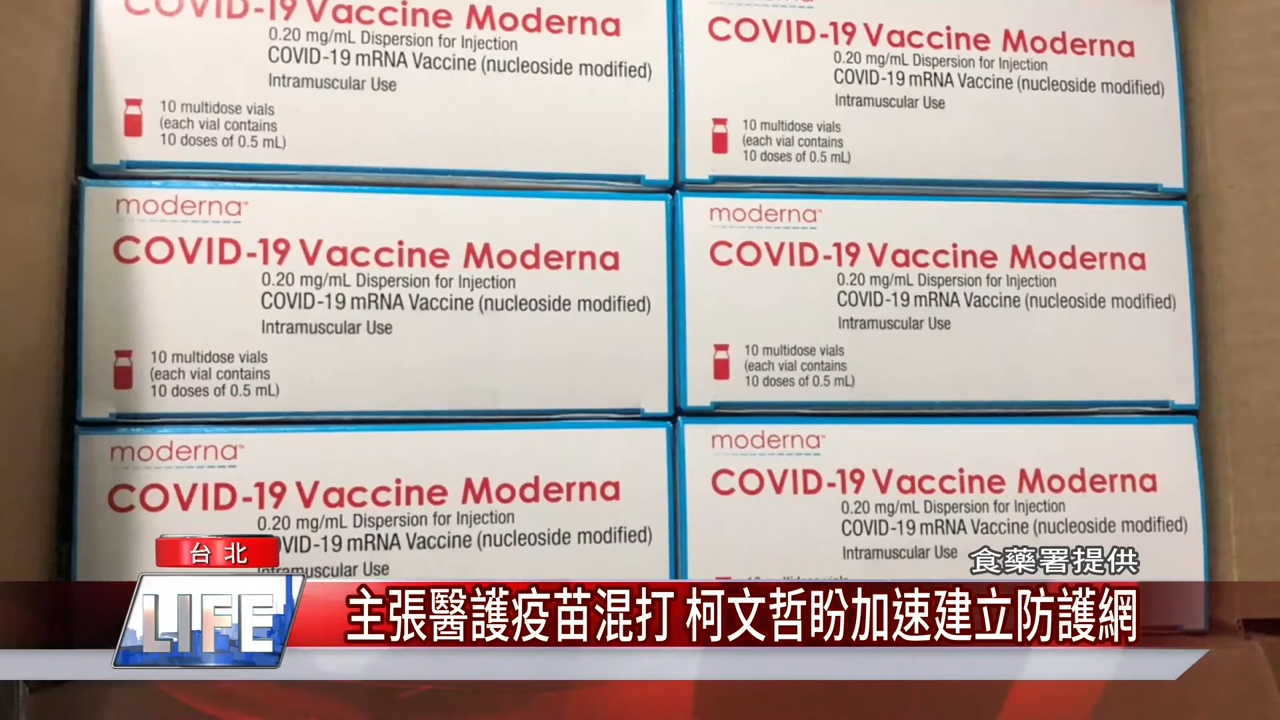 COVID-19 Vaccine Moderna
0.20 mg/mL Dispersion for Injection
COVID-19 mRNA Vaccine (nucleoside modified)
Intramuscular Use
10 multidose vials
(each vial contains
10 doses of 0.5 mL)
COVID-19 Vaccine Moderna
0.20 mg/mL Dispersion for Injection
COVID-19 mRNA Vaccine (nucleoside modified)
Intramuscular Use
10 multidose vials
(each vial contains
10 doses of 0.5 mL)
moderna™
COVID-19 Vaccine Moderna
0.20 mg/mL Dispersion for Injection
COVID-19 mRNA Vaccine (nucleoside modified)
Intramuscular Use
10 multidose vials
(each vial contains
10 doses of 0.5 mL)
moderna™
COVID-19 Vaccine Moderna
0.20 mg/mL Dispersion for Injection
COVID-19 mRNA Vaccine (nucleoside modified)
Intramuscular Use
10 multidose vials
(each vial contains
10 doses of 0.5 mL)
moderna™
COVID-19 Vaccine Moderna
0.20 mg/mL Dispersion for Injection
OVID-19 mRNA Vaccine (nucleoside modified)
Intramuscular Use
moderna™
COVID-19 Vaccine Moderna
0.20 mg/mL Dispersion for Injection
COVID-19 mRNA Vaccine (nucleoside modified)
Intramuscular Use
食藥署提供
台北
LIFE
主張醫護疫苗混打 柯文哲盼加速建立防護網